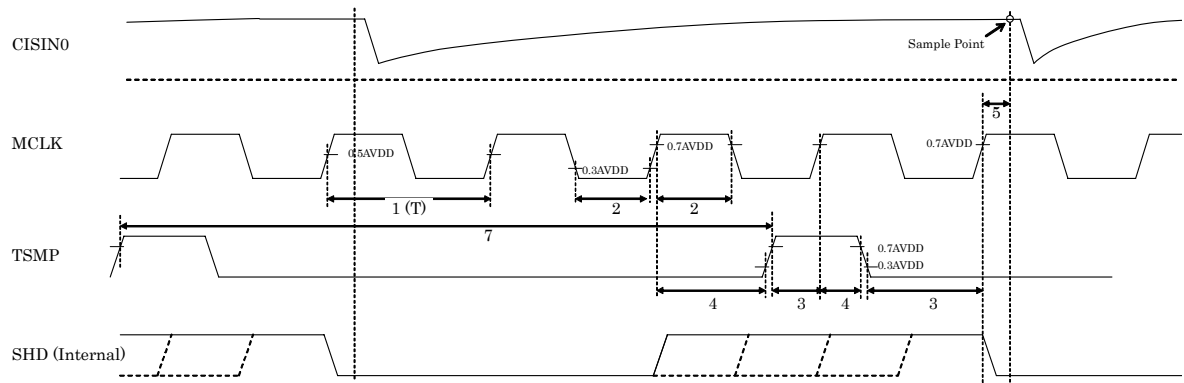 CISIN0
Sample Point
5
MCLK
0.5AVDD
0.3AVDD
0.7AVDD
0.7AVDD
1 (T)
2
2
7
TSMP
0.7AVDD
0.3AVDD
4
3
4
3
SHD (Internal)